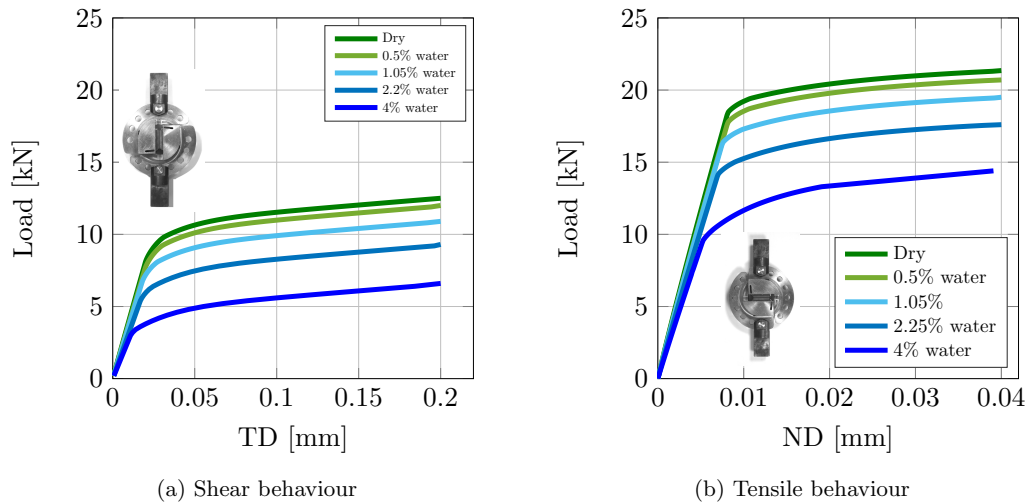 25
20
15
10
5
0
Load [kN]
0
0.05
0.1
0.15
0.2
TD [mm]
Dry
0.5% water
1.05% water
2.2% water
4% water
(a) Shear behaviour
25
20
15
10
5
0
Load [kN]
0
0.01
0.02
0.03
0.04
ND [mm]
Dry
0.5% water
1.05%
2.25% water
4% water
(b) Tensile behaviour